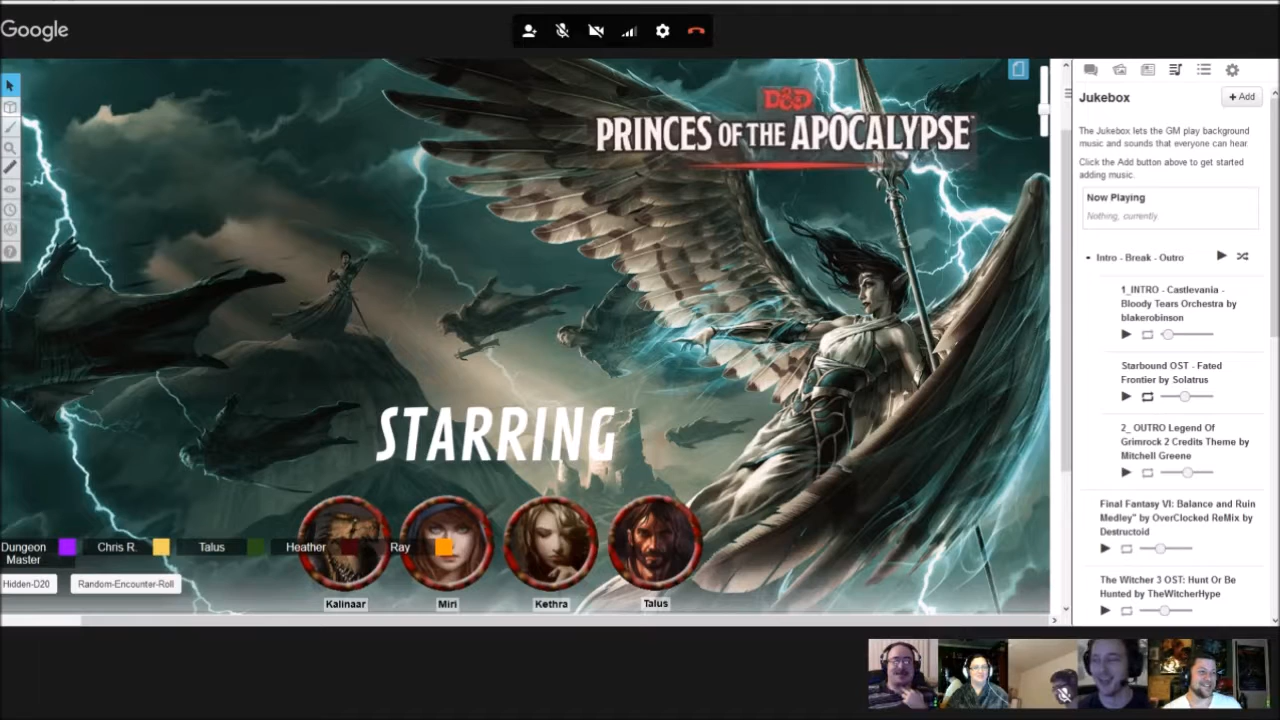 Google
D&D
PRINCES OF THE APOCALYPSE
STARRING
Dungeon
Master
Chris R.
Talus
Heather
Ray
Hidden-D20
Random-Encounter-Roll
Kalinaar
Miri
Kethra
Talus
Jukebox
+ Add
The Jukebox lets the GM play background
music and sounds that everyone can hear.
Click the Add button above to get started
adding music.
Now Playing
Nothing, currently.
Intro - Break - Outro
1_INTRO - Castlevania -
Bloody Tears Orchestra by
blakerobinson
Starbound OST - Fated
Frontier by Solatrus
2_ OUTRO Legend Of
Grimrock 2 Credits Theme by
Mitchell Greene
Final Fantasy VI: Balance and Ruin
Medley" by OverClocked ReMix by
Destructoid
The Witcher 3 OST: Hunt Or Be
Hunted by TheWitcherHype